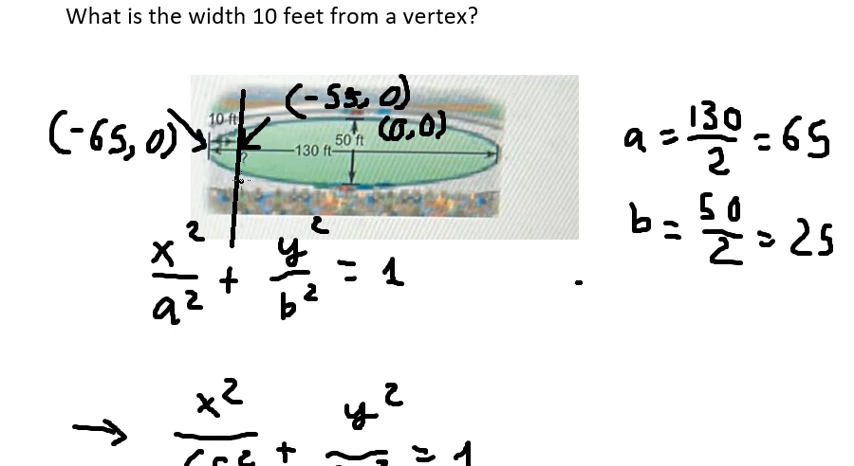 What is the width 10 feet from a vertex?
(-55, 0)
10 ft
(-65, 0)
(0,0)
50 ft
130 ft
?
a = 130/2 = 65
b = 50/2 = 25
x²/a² + y²/b² = 1
→ x²/65² + y²/ = 1